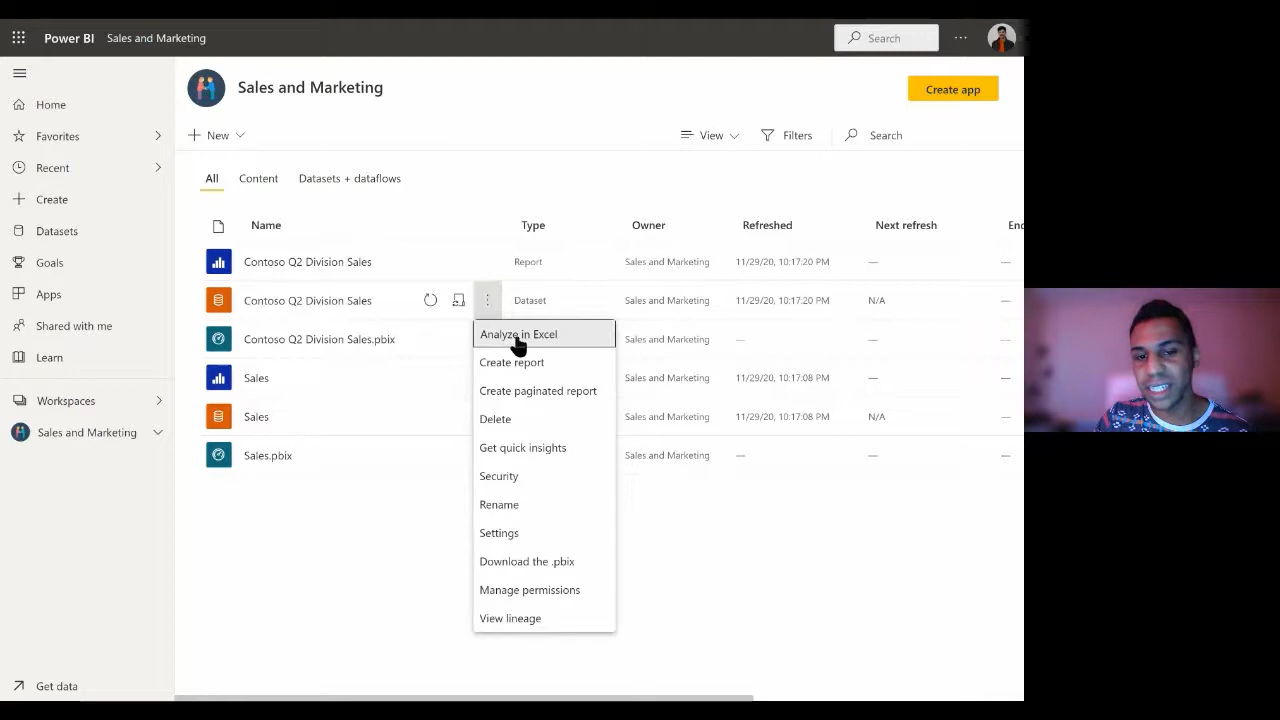 Power BI Sales and Marketing Search
Sales and Marketing Create app
Home
Favorites
Recent
Create
Datasets
Goals
Apps
Shared with me
Learn
Workspaces
Sales and Marketing
Get data
New View Filters Search
All Content Datasets + dataflows
Name Type Owner Refreshed Next refresh
Contoso Q2 Division Sales Report Sales and Marketing 11/29/20, 10:17:20 PM —  —
Contoso Q2 Division Sales Dataset Sales and Marketing 11/29/20, 10:17:20 PM N/A —
Contoso Q2 Division Sales.pbix Sales and Marketing — — —
Sales Sales and Marketing 11/29/20, 10:17:08 PM — —
Sales Sales and Marketing 11/29/20, 10:17:08 PM N/A —
Sales.pbix Sales and Marketing — — —
Analyze in Excel
Create report
Create paginated report
Delete
Get quick insights
Security
Rename
Settings
Download the .pbix
Manage permissions
View lineage